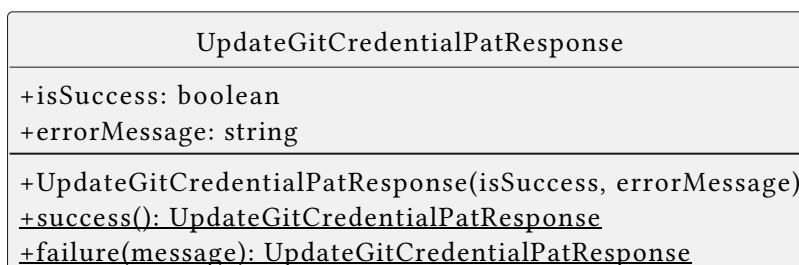 UpdateGitCredentialPatResponse
+isSuccess: boolean
+errorMessage: string
+UpdateGitCredentialPatResponse(isSuccess, errorMessage)
+success(): UpdateGitCredentialPatResponse
+failure(message): UpdateGitCredentialPatResponse